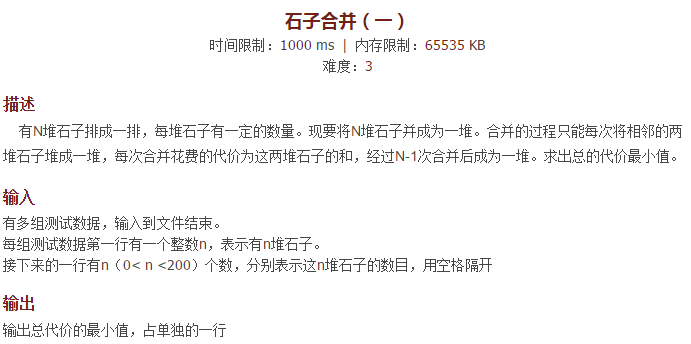 石子合并（一）
时间限制：1000 ms | 内存限制：65535 KB
难度：3
描述
有N堆石子排成一排，每堆石子有一定的数量。现要将N堆石子并成为一堆。合并的过程只能每次将相邻的两
堆石子堆成一堆，每次合并花费的代价为这两堆石子的和，经过N-1次合并后成为一堆。求出总的代价最小值。
输入
有多组测试数据，输入到文件结束。
每组测试数据第一行有一个整数n，表示有n堆石子。
接下来的一行有n（0< n <200）个数，分别表示这n堆石子的数目，用空格隔开
输出
输出总代价的最小值，占单独的一行